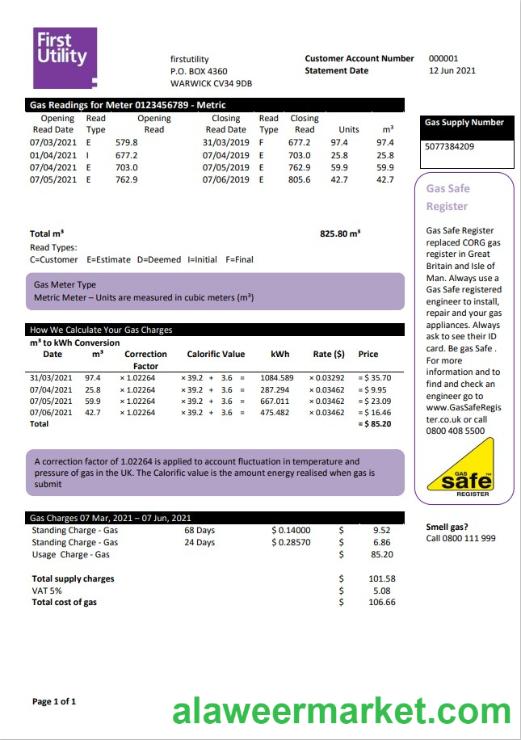 First
Utility
firstutility
P.O. BOX 4360
WARWICK CV34 9DB
Customer Account Number 000001
Statement Date 12 Jun 2021
Gas Readings for Meter 0123456789 - Metric
Opening Read Opening Closing Read Closing
Read Date Type Read Read Date Type Read Units m³
07/03/2021 E 579.8 31/03/2019 F 677.2 97.4 97.4
01/04/2021 I 677.2 07/04/2019 E 703.0 25.8 25.8
07/04/2021 E 703.0 07/05/2019 E 762.9 59.9 59.9
07/05/2021 E 762.9 07/06/2019 E 805.6 42.7 42.7
Total m³ 825.80 m³
Read Types:
C=Customer E=Estimate D=Deemed I=Initial F=Final
Gas Meter Type
Metric Meter – Units are measured in cubic meters (m³)
How We Calculate Your Gas Charges
m³ to kWh Conversion
Date m³ Correction Calorific Value kWh Rate ($) Price
Factor
31/03/2021 97.4 × 1.02264 × 39.2 + 3.6 = 1084.589 × 0.03292 = $ 35.70
07/04/2021 25.8 × 1.02264 × 39.2 + 3.6 = 287.294 × 0.03462 = $ 9.95
07/05/2021 59.9 × 1.02264 × 39.2 + 3.6 = 667.011 × 0.03462 = $ 23.09
07/06/2021 42.7 × 1.02264 × 39.2 + 3.6 = 475.482 × 0.03462 = $ 16.46
Total = $ 85.20
A correction factor of 1.02264 is applied to account fluctuation in temperature and
pressure of gas in the UK. The Calorific value is the amount energy realised when gas is
submit
Gas Charges 07 Mar, 2021 – 07 Jun, 2021
Standing Charge - Gas 68 Days $ 0.14000 $ 9.52
Standing Charge - Gas 24 Days $ 0.28570 $ 6.86
Usage Charge - Gas $ 85.20
Total supply charges $ 101.58
VAT 5% $ 5.08
Total cost of gas $ 106.66
Gas Supply Number
5077384209
Gas Safe
Register
Gas Safe Register
replaced CORG gas
register in Great
Britain and Isle of
Man. Always use a
Gas Safe registered
engineer to install,
repair and your gas
appliances. Always
ask to see their ID
card. Be gas Safe .
For more
information and to
find and check an
engineer go to
www.GasSafeRegis
ter.co.uk or call
0800 408 5500
gas
safe
REGISTER
Smell gas?
Call 0800 111 999
Page 1 of 1
alaweermarket.com